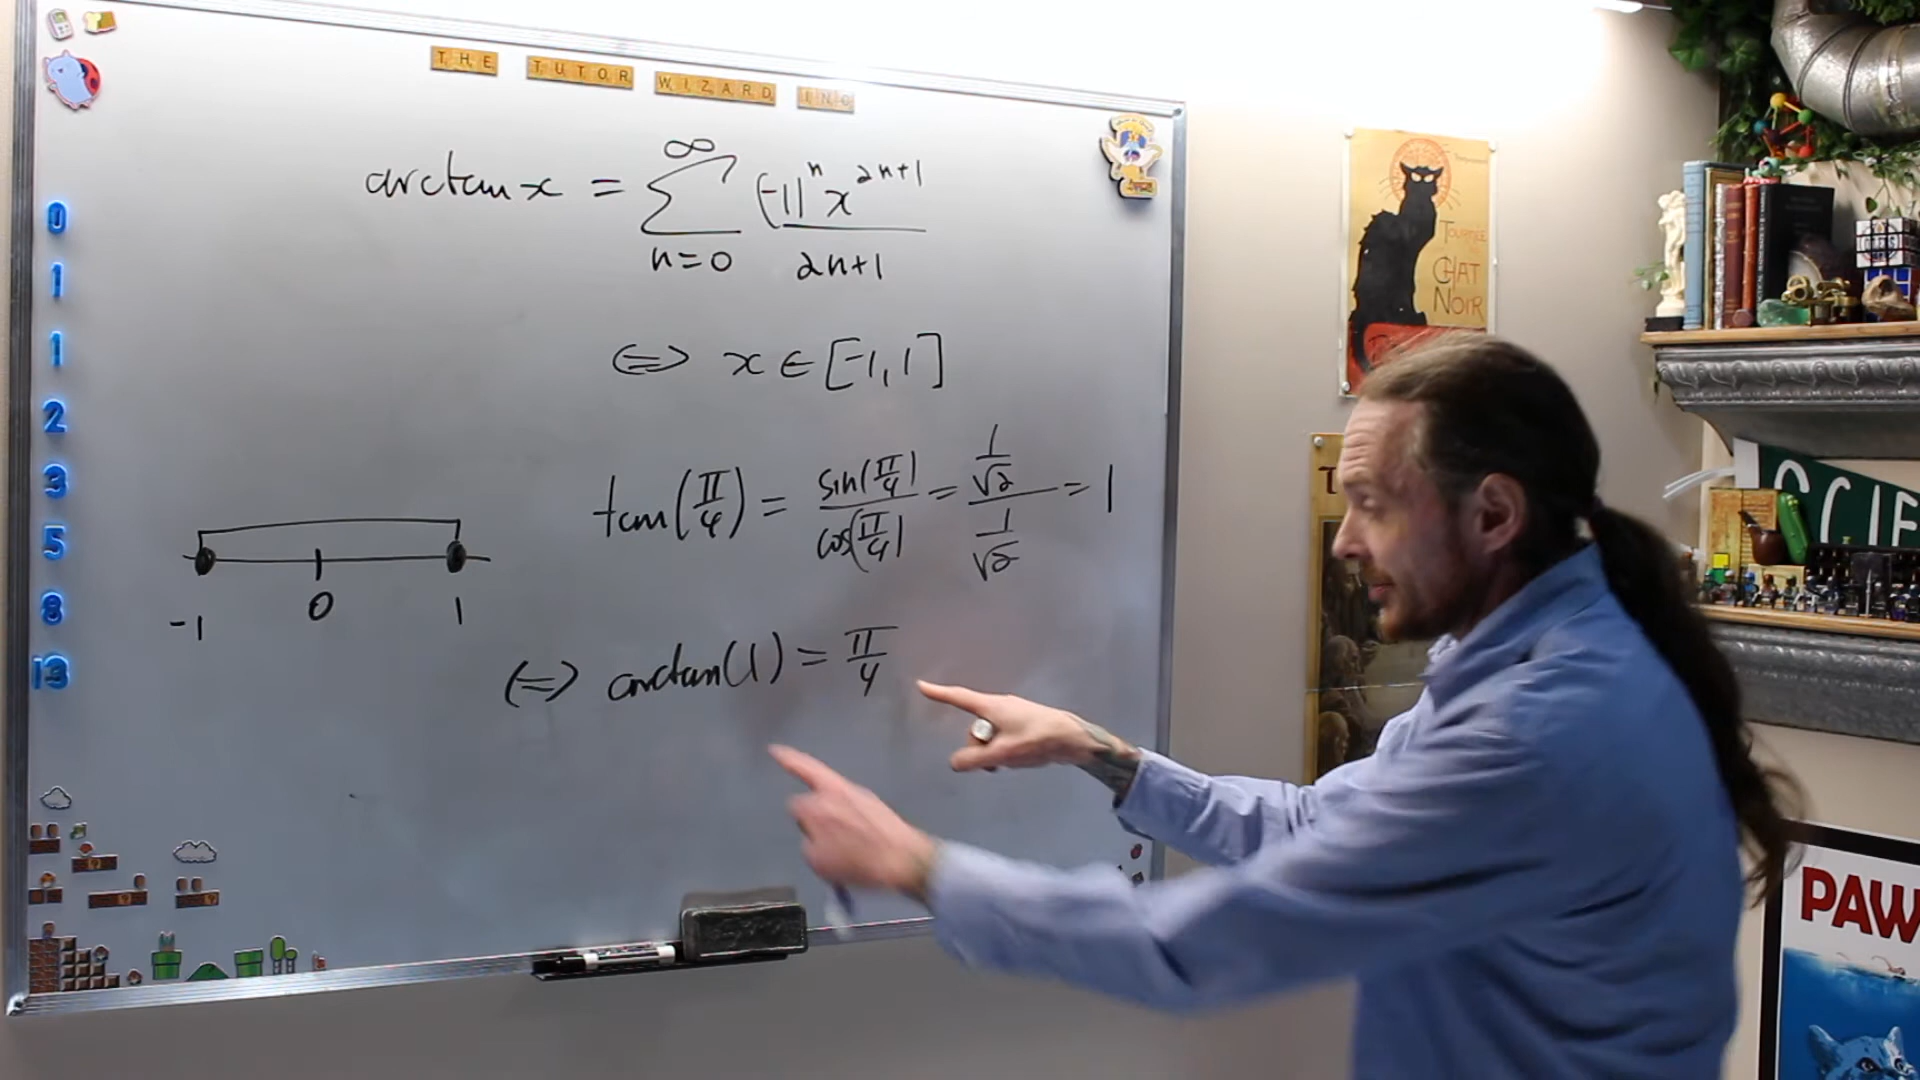 THE TUTOR WIZARD INC
arctan x = ∑_{n=0}^{∞} (-1)^n x^{2n+1} / 2n+1
⟺ x ∈ [-1, 1]
tan(π/4) = sin(π/4) / cos(π/4) = (1/√2) / (1/√2) = 1
⟺ arctan(1) = π/4
-1 0 1
0
1
1
2
3
5
8
13
TOURNÉE
CHAT
NOIR
T
SCIE
PAW